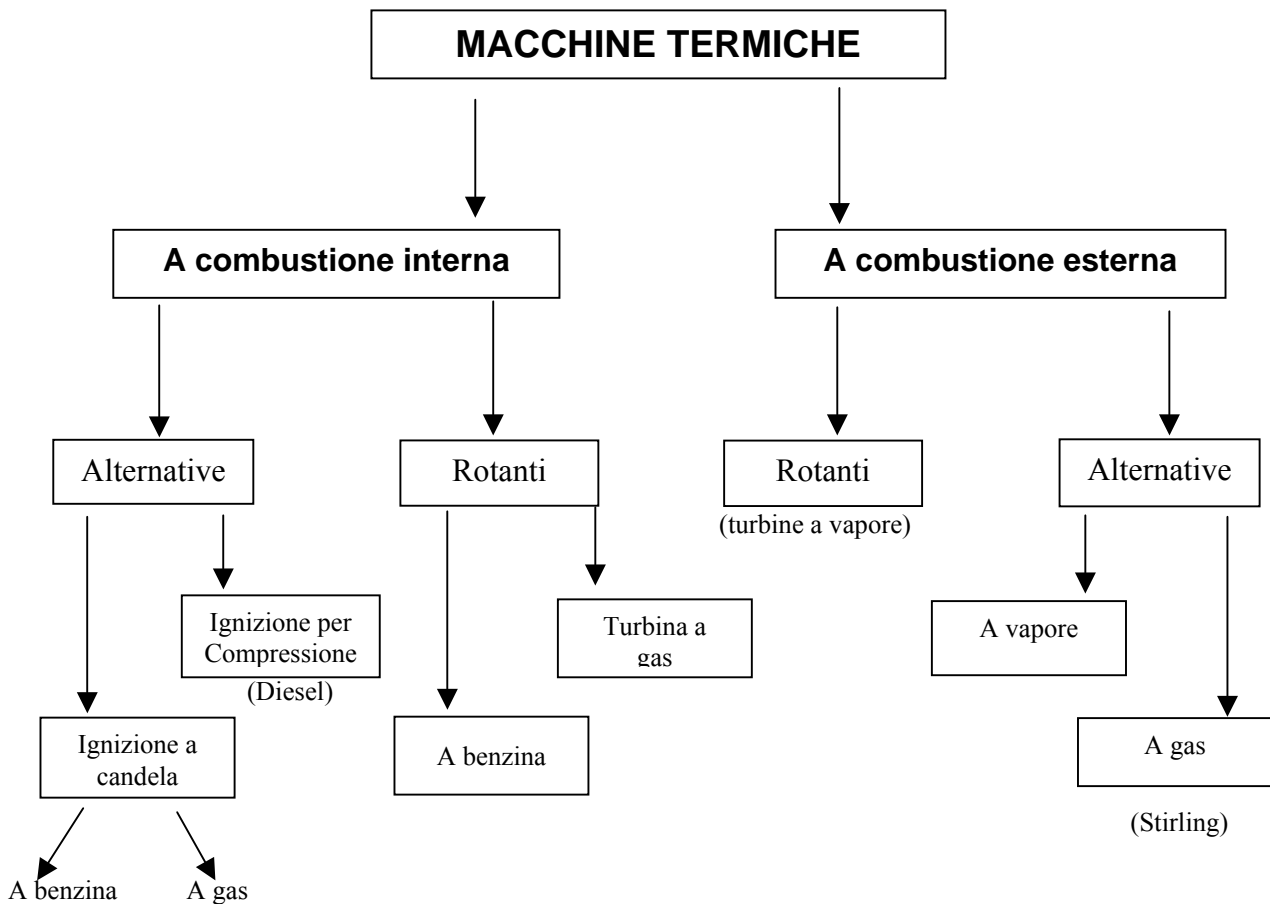 MACCHINE TERMICHE
A combustione interna
A combustione esterna
Alternative
Rotanti
Rotanti
Alternative
(turbine a vapore)
Ignizione per
Compressione
(Diesel)
Turbina a
gas
A vapore
Ignizione a
candela
A benzina
A gas
(Stirling)
A benzina
A gas